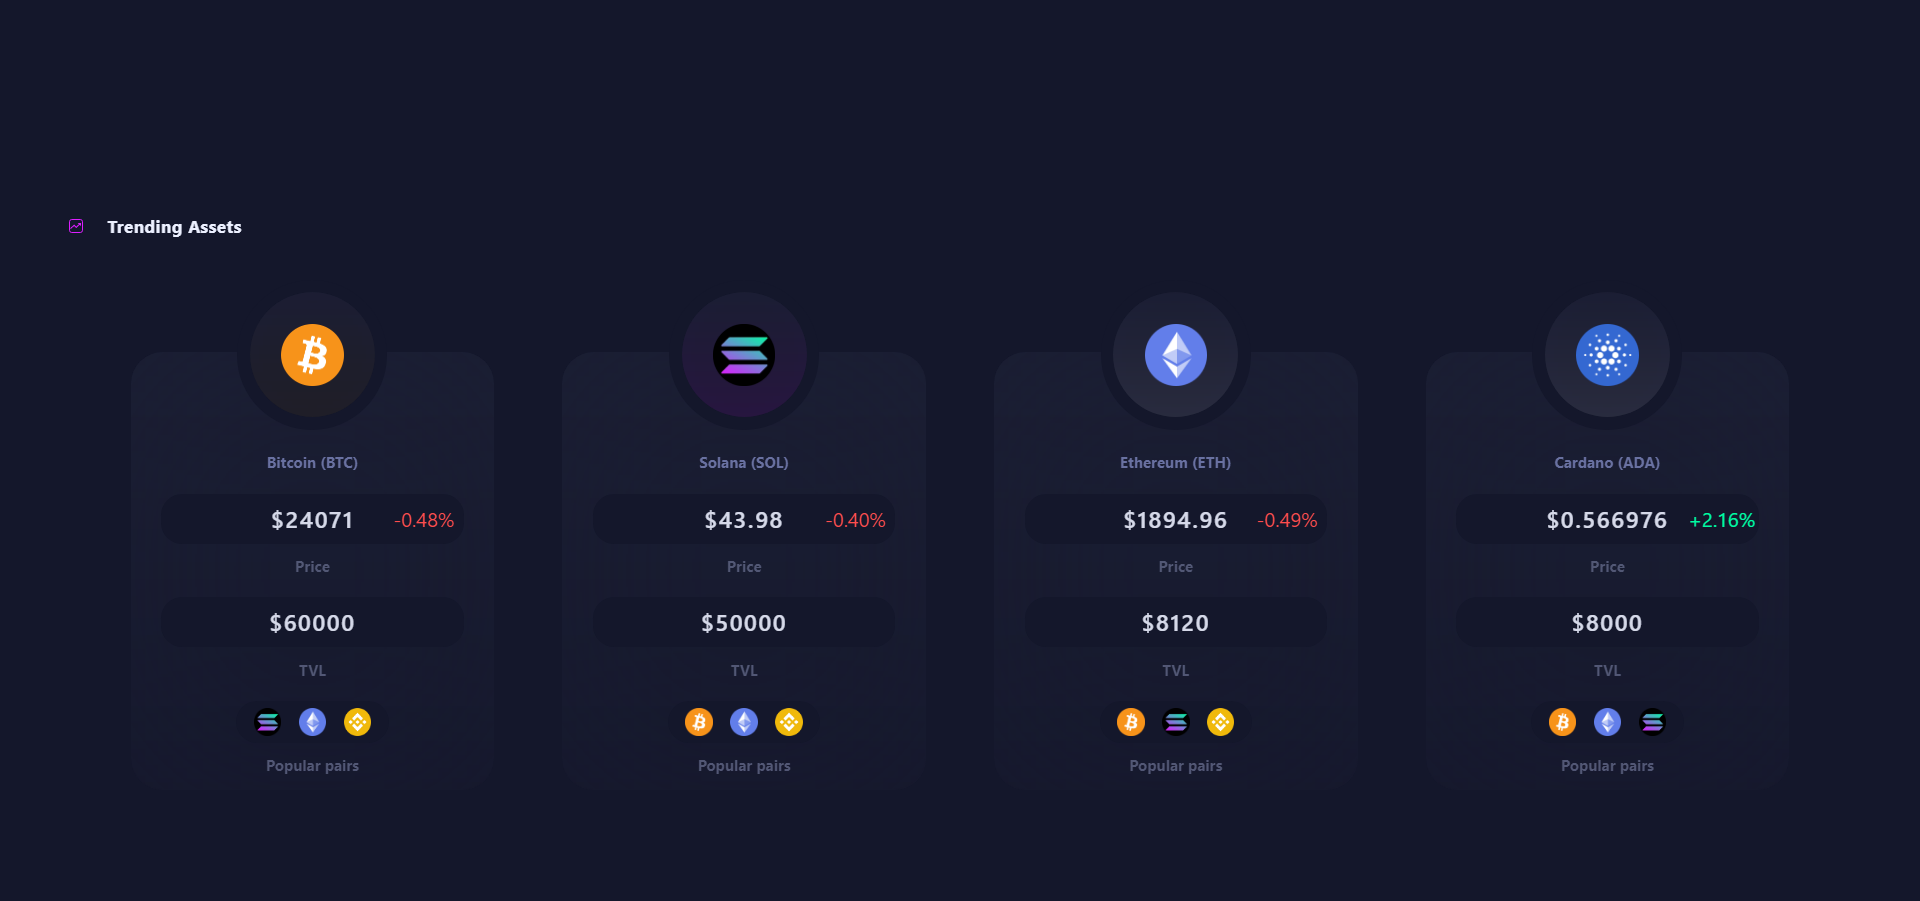 Trending Assets
Bitcoin (BTC)
$24071 -0.48%
Price
$60000
TVL
Popular pairs
Solana (SOL)
$43.98 -0.40%
Price
$50000
TVL
Popular pairs
Ethereum (ETH)
$1894.96 -0.49%
Price
$8120
TVL
Popular pairs
Cardano (ADA)
$0.566976 +2.16%
Price
$8000
TVL
Popular pairs